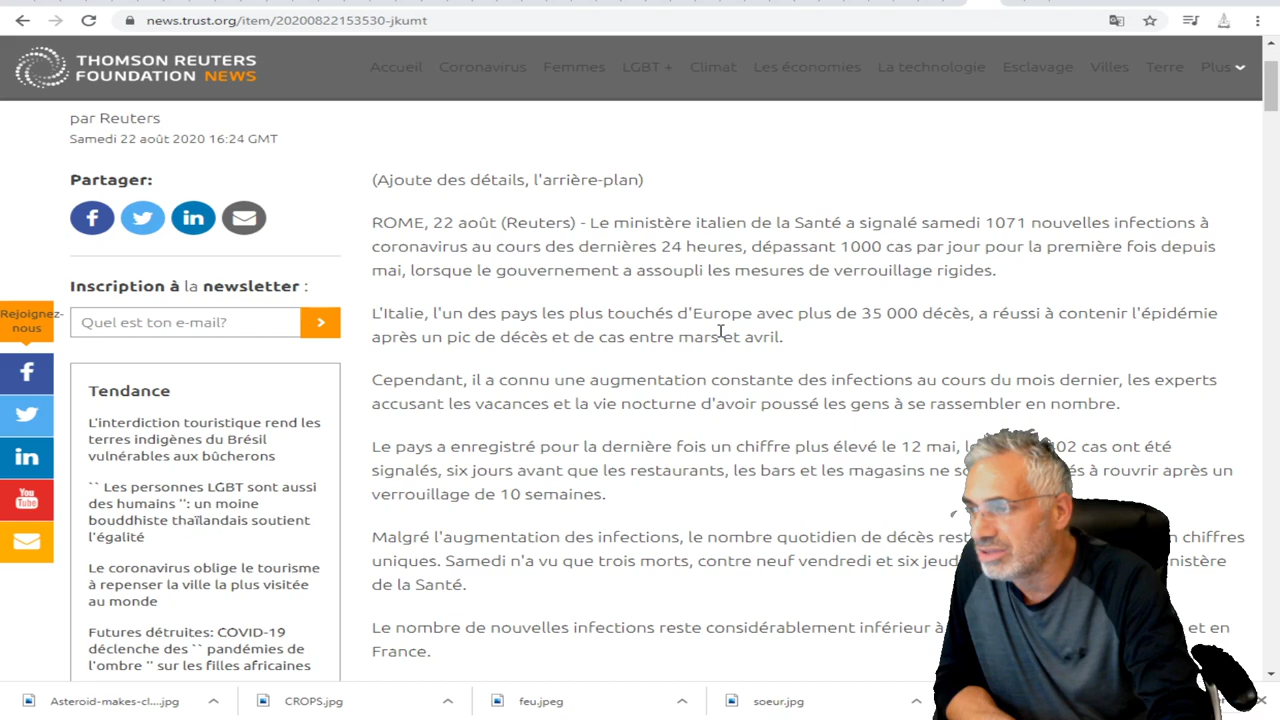 news.trust.org/item/20200822153530-jkumt
THOMSON REUTERS
FOUNDATION NEWS
Accueil Coronavirus Femmes LGBT + Climat Les économies La technologie Esclavage Villes Terre Plus
par Reuters
Samedi 22 août 2020 16:24 GMT
Partager:
Inscription à la newsletter :
Quel est ton e-mail?
Rejoignez-
nous
You
Tube
Tendance
L'interdiction touristique rend les
terres indigènes du Brésil
vulnérables aux bûcherons
`` Les personnes LGBT sont aussi
des humains '': un moine
bouddhiste thaïlandais soutient
l'égalité
Le coronavirus oblige le tourisme
à repenser la ville la plus visitée
au monde
Futures détruites: COVID-19
déclenche des `` pandémies de
l'ombre '' sur les filles africaines
(Ajoute des détails, l'arrière-plan)
ROME, 22 août (Reuters) - Le ministère italien de la Santé a signalé samedi 1071 nouvelles infections à
coronavirus au cours des dernières 24 heures, dépassant 1000 cas par jour pour la première fois depuis
mai, lorsque le gouvernement a assoupli les mesures de verrouillage rigides.
L'Italie, l'un des pays les plus touchés d'Europe avec plus de 35 000 décès, a réussi à contenir l'épidémie
après un pic de décès et de cas entre mars et avril.
Cependant, il a connu une augmentation constante des infections au cours du mois dernier, les experts
accusant les vacances et la vie nocturne d'avoir poussé les gens à se rassembler en nombre.
Le pays a enregistré pour la dernière fois un chiffre plus élevé le 12 mai, cas ont été
signalés, six jours avant que les restaurants, les bars et les magasins ne à rouvrir après un
verrouillage de 10 semaines.
Malgré l'augmentation des infections, le nombre quotidien de décès chiffres
uniques. Samedi n'a vu que trois morts, contre neuf vendredi et six
de la Santé.
Le nombre de nouvelles infections reste considérablement inférieur à et en
France.
Asteroid-makes-cl....jpg CROPS.jpg feu.jpeg soeur.jpg